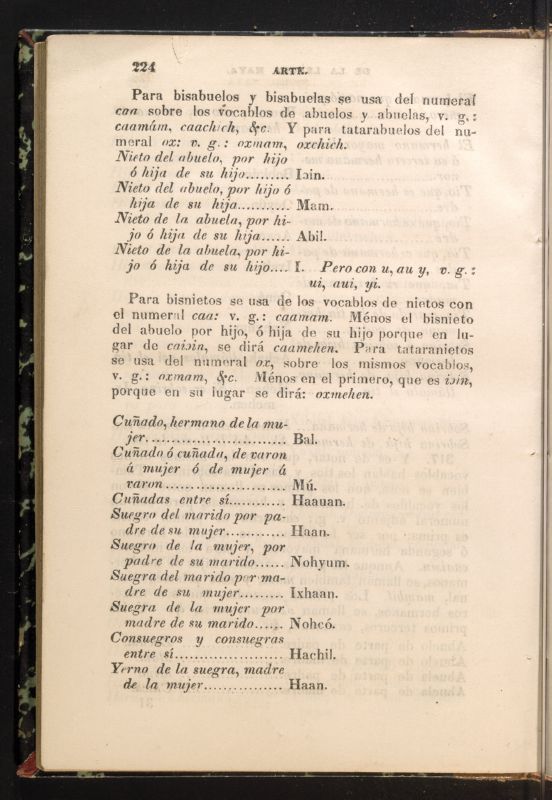 224
ARTE.
Para bisabuelos y bisabuelas se usa del numeral
caa sobre los vocablos de abuelos y abuelas, v. g.:
caamám, caachich, &c. Y para tatarabuelos del nu-
meral ox: v. g.: oxmam, oxchich.
Nieto del abuelo, por hijo
ó hija de su hijo......... Iɔin.
Nieto del abuelo, por hijo ó
hija de su hija........... Mam.
Nieto de la abuela, por hi-
jo ó hija de su hija...... Abil.
Nieto de la abuela, por hi-
jo ó hija de su hijo.... I. Pero con u, au y, v. g.:
ui, aui, yi.
Para bisnietos se usa de los vocablos de nietos con
el numeral caa: v. g.: caamam. Ménos el bisnieto
del abuelo por hijo, ó hija de su hijo porque en lu-
gar de caiɔin, se dirá caamehen. Para tataranietos
se usa del numeral ox, sobre los mismos vocablos,
v. g.: oxmam, &c. Ménos en el primero, que es iɔin,
porque en su lugar se dirá: oxmehen.
Cuñado, hermano de la mu-
jer.......................... Bal.
Cuñado ó cuñada, de varon
á mujer ó de mujer á
varon....................... Mú.
Cuñadas entre sí............ Haauan.
Suegro del marido por pa-
dre de su mujer........... Haan.
Suegro de la mujer, por
padre de su marido...... Nohyum.
Suegra del marido por ma-
dre de su mujer......... Ixhaan.
Suegra de la mujer por
madre de su marido...... Nohcó.
Consuegros y consuegras
entre sí..................... Hachil.
Yerno de la suegra, madre
de la mujer................ Haan.